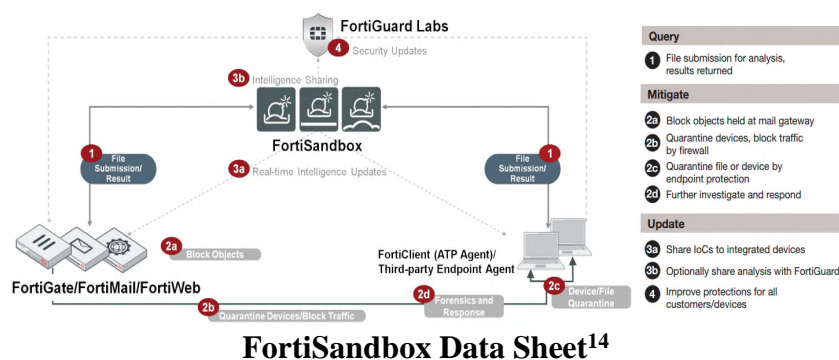 FortiGuard Labs
4 Security Updates
3b Intelligence Sharing
FortiSandbox
1
File
Submission/
Result
1
File
Submission/
Result
3a Real-time Intelligence Updates
2a Block Objects
FortiGate/FortiMail/FortiWeb
FortiClient (ATP Agent)/
Third-party Endpoint Agent
2b Quarantine Devices/Block Traffic
2d Forensics and
Response
2c Device/File
Quarantine
Query
1 File submission for analysis,
results returned
Mitigate
2a Block objects held at mail gateway
2b Quarantine devices, block traffic
by firewall
2c Quarantine file or device by
endpoint protection
2d Further investigate and respond
Update
3a Share IoCs to integrated devices
3b Optionally share analysis with FortiGuard
4 Improve protections for all
customers/devices
FortiSandbox Data Sheet14